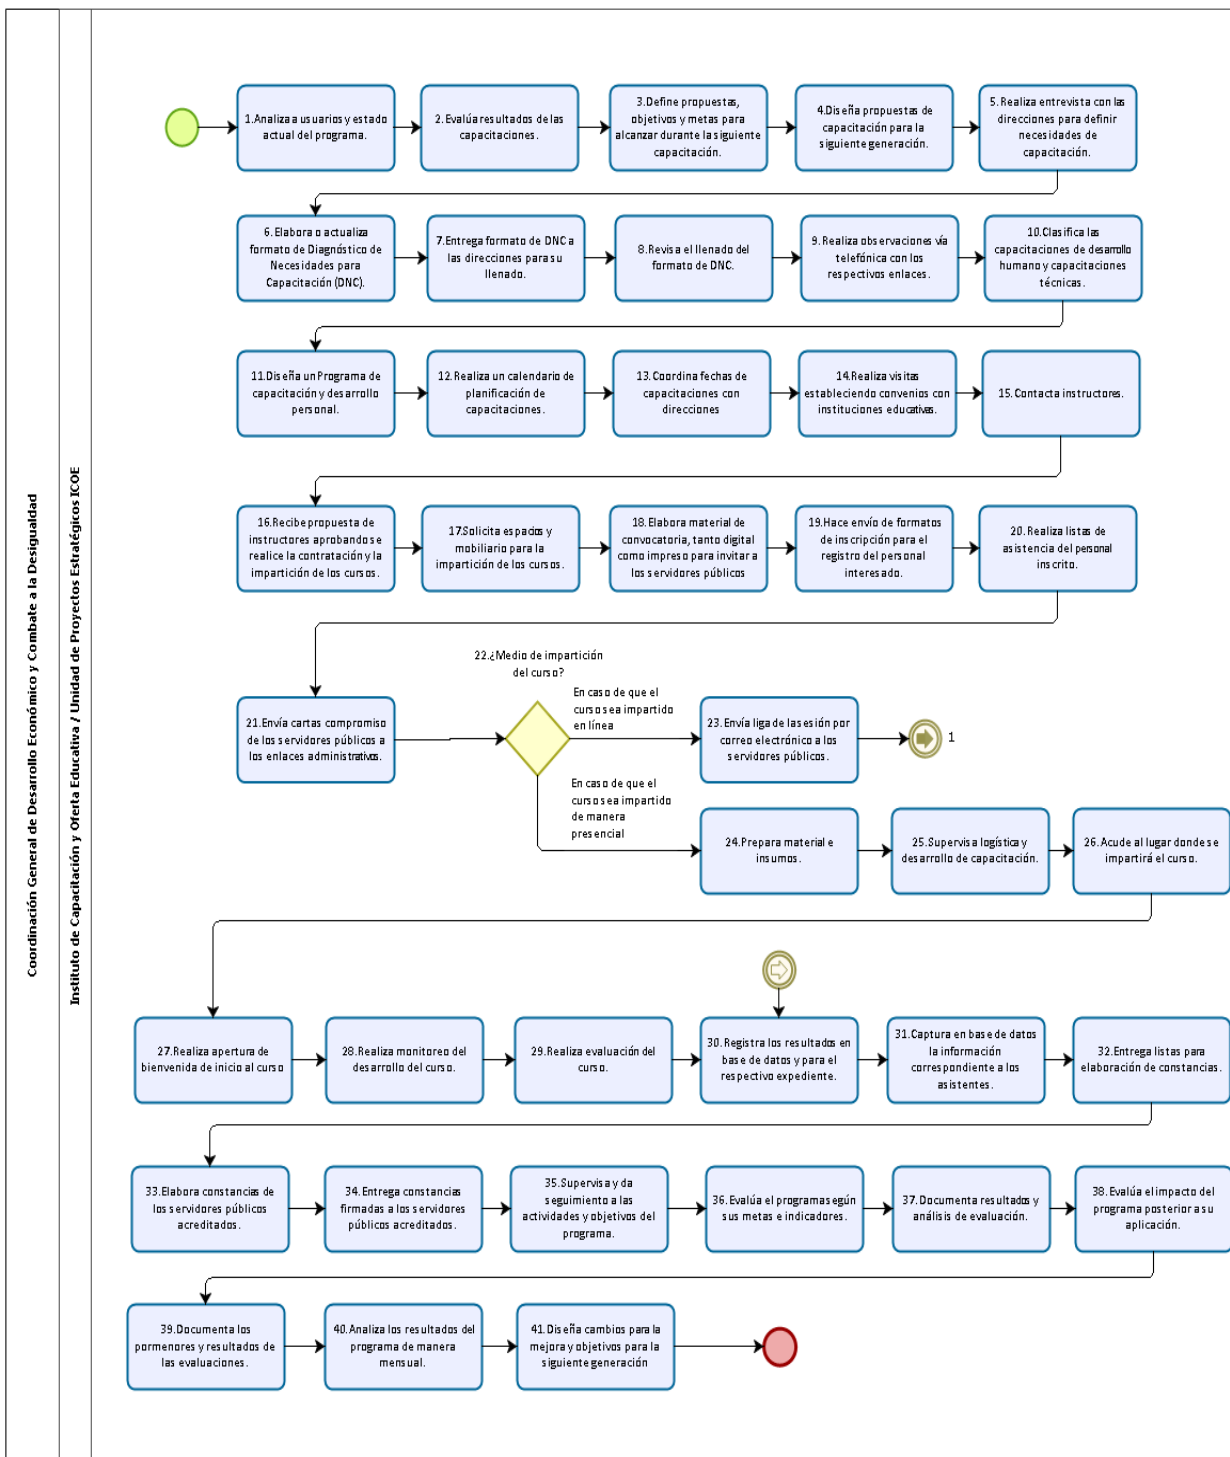 Coordinación General de Desarrollo Económico y Combate a la Desigualdad
Instituto de Capacitación y Oferta Educativa / Unidad de Proyectos Estratégicos ICOE
1.Analiza a usuarios y estado
actual del programa.
2. Evalúa resultados de las
capacitaciones.
3.Define propuestas,
objetivos y metas para
alcanzar durante la siguiente
capacitación.
4.Diseña propuestas de
capacitación para la
siguiente generación.
5. Realiza entrevista con las
direcciones para definir
necesidades de
capacitación.
6.Elabora o actualiza
formato de Diagnóstico de
Necesidades para
Capacitación (DNC).
7.Entrega formato de DNC a
las direcciones para su
llenado.
8.Revisa el llenado del
formato de DNC.
9.Realiza observaciones vía
telefónica con los
respectivos enlaces.
10.Clasifica las
capacitaciones de desarrollo
humano y capacitaciones
técnicas.
11.Diseña un Programa de
capacitación y desarrollo
personal.
12.Realiza un calendario de
planificación de
capacitaciones.
13.Coordina fechas de
capacitaciones con
direcciones
14.Realiza visitas
estableciendo convenios con
instituciones educativas.
15.Contacta instructores.
16.Recibe propuesta de
instructores aprobando se
realice la contratación y la
impartición de los cursos.
17.Solicita espacios y
mobiliario para la
impartición de los cursos.
18.Elabora material de
convocatoria, tanto digital
como impreso para invitar a
los servidores públicos
19.Hace envío de formatos
de inscripción para el
registro del personal
interesado.
20. Realiza listas de
asistencia del personal
inscrito.
21.Envía cartas compromiso
de los servidores públicos a
los enlaces administrativos.
22.¿Medio de impartición
del curso?
En caso de que el
curso sea impartido
en línea
23.Envía liga de la sesión por
correo electrónico a los
servidores públicos.
1
En caso de que el
curso sea impartido
de manera
presencial
24.Prepara material e
insumos.
25.Supervisa logística y
desarrollo de capacitación.
26.Acude al lugar donde se
impartirá el curso.
27.Realiza apertura de
bienvenida de inicio al curso
28.Realiza monitoreo del
desarrollo del curso.
29.Realiza evaluación del
curso.
30.Registra los resultados en
base de datos y para el
respectivo expediente.
31.Captura en base de datos
la información
correspondiente a los
asistentes.
32.Entrega listas para
elaboración de constancias.
33.Elabora constancias de
los servidores públicos
acreditados.
34.Entrega constancias
firmadas a los servidores
públicos acreditados.
35.Supervisa y da
seguimiento a las
actividades y objetivos del
programa.
36.Evalúa el programa según
sus metas e indicadores.
37.Documenta resultados y
análisis de evaluación.
38.Evalúa el impacto del
programa posterior a su
aplicación.
39.Documenta los
pormenores y resultados de
las evaluaciones.
40.Analiza los resultados del
programa de manera
mensual.
41.Diseña cambios para la
mejora y objetivos para la
siguiente generación